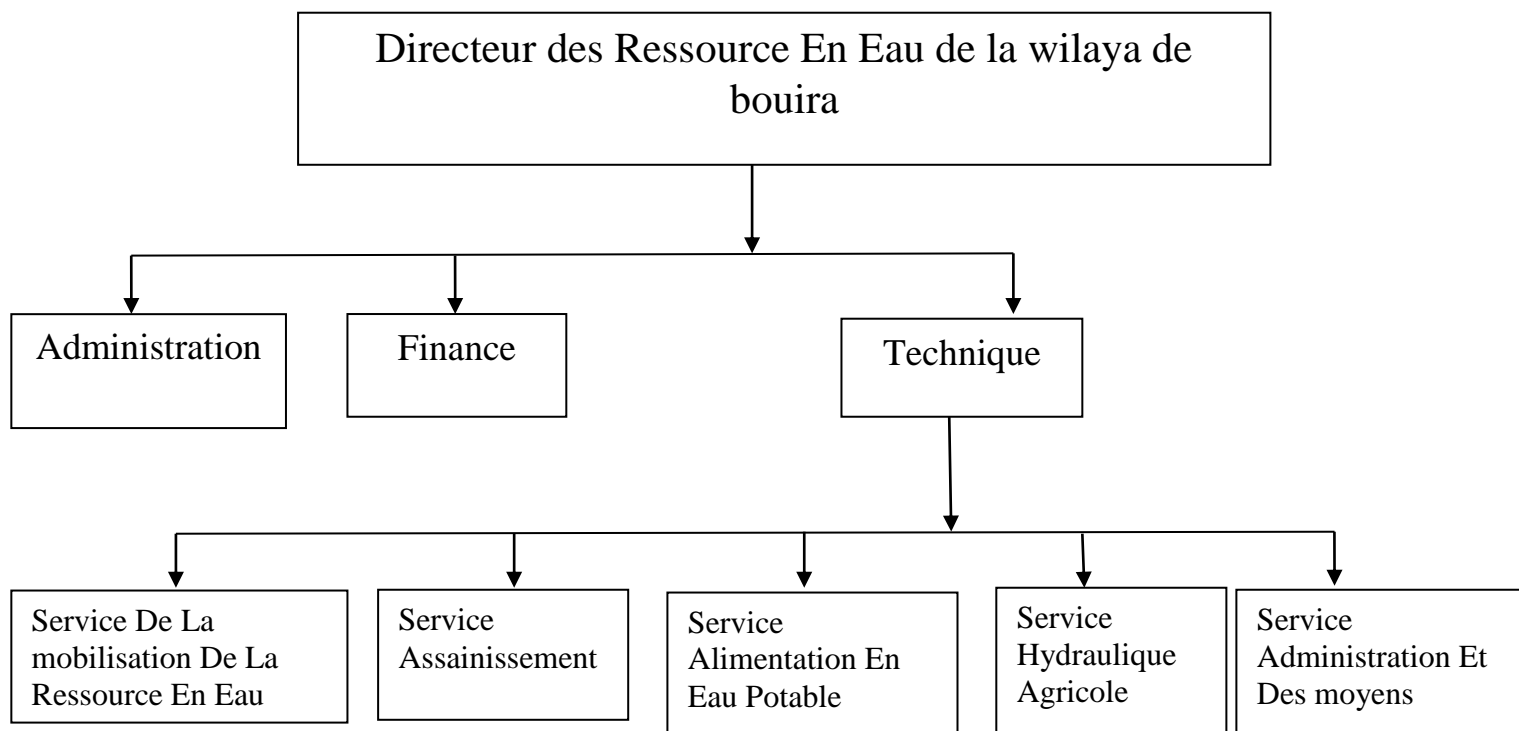 Directeur des Ressource En Eau de la wilaya de
bouira
Administration
Finance
Technique
Service De La
mobilisation De La
Ressource En Eau
Service
Assainissement
Service
Alimentation En
Eau Potable
Service
Hydraulique
Agricole
Service
Administration Et
Des moyens